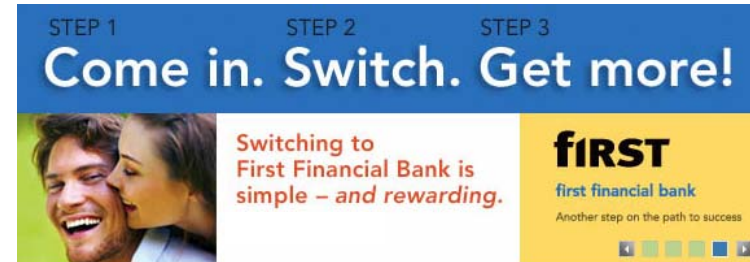 STEP 1 STEP 2 STEP 3
Come in. Switch. Get more!
Switching to
First Financial Bank is
simple – and rewarding.
fIRST
first financial bank
Another step on the path to success